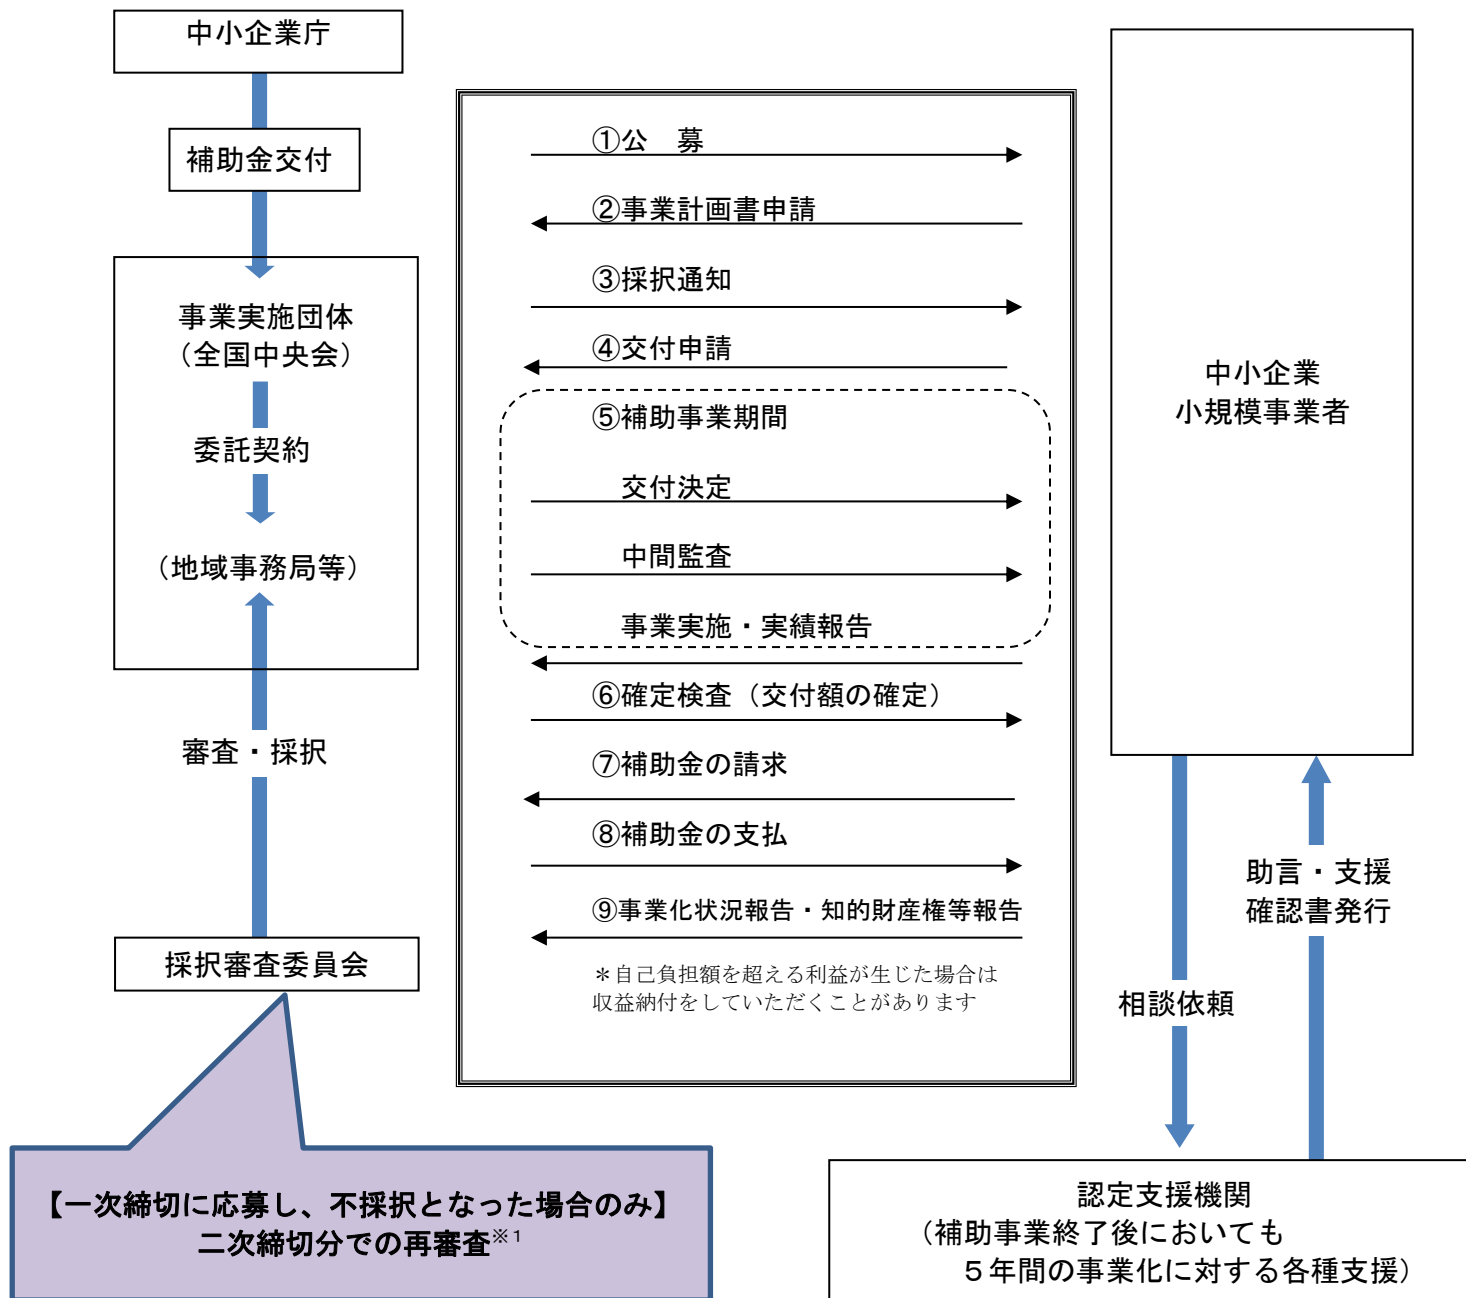 中小企業庁
補助金交付
事業実施団体
（全国中央会）
委託契約
（地域事務局等）
審査・採択
採択審査委員会
【一次締切に応募し、不採択となった場合のみ】
二次締切分での再審査※1
①公　募
②事業計画書申請
③採択通知
④交付申請
⑤補助事業期間
交付決定
中間監査
事業実施・実績報告
⑥確定検査（交付額の確定）
⑦補助金の請求
⑧補助金の支払
⑨事業化状況報告・知的財産権等報告
＊自己負担額を超える利益が生じた場合は
収益納付をしていただくことがあります
中小企業
小規模事業者
助言・支援
確認書発行
相談依頼
認定支援機関
（補助事業終了後においても
５年間の事業化に対する各種支援）